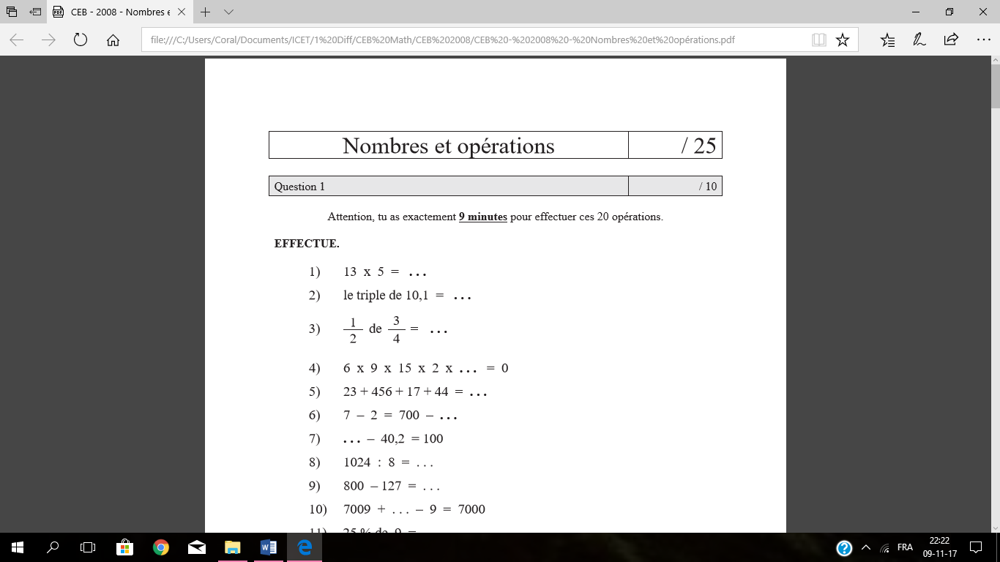 CEB - 2008 - Nombres e
file:///C:/Users/Coral/Documents/ICET/1%20Diff/CEB%20Math/CEB%202008/CEB%20-%202008%20-%20Nombres%20et%20opérations.pdf
Nombres et opérations / 25
Question 1 / 10
Attention, tu as exactement 9 minutes pour effectuer ces 20 opérations.
EFFECTUE.
1) 13 x 5 = ...
2) le triple de 10,1 = ...
3) 1/2 de 3/4 = ...
4) 6 x 9 x 15 x 2 x ... = 0
5) 23 + 456 + 17 + 44 = ...
6) 7 – 2 = 700 – ...
7) ... – 40,2 = 100
8) 1024 : 8 = ...
9) 800 – 127 = ...
10) 7009 + ... – 9 = 7000
11) 25 % de 9 =
FRA
22:22
09-11-17